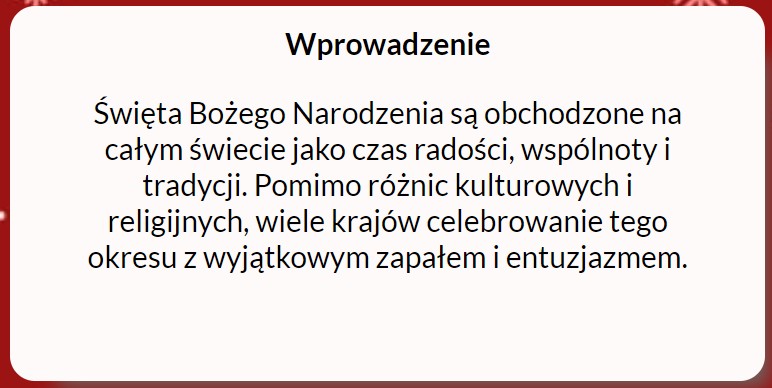 Wprowadzenie
Święta Bożego Narodzenia są obchodzone na
całym świecie jako czas radości, wspólnoty i
tradycji. Pomimo różnic kulturowych i
religijnych, wiele krajów celebrowanie tego
okresu z wyjątkowym zapałem i entuzjazmem.